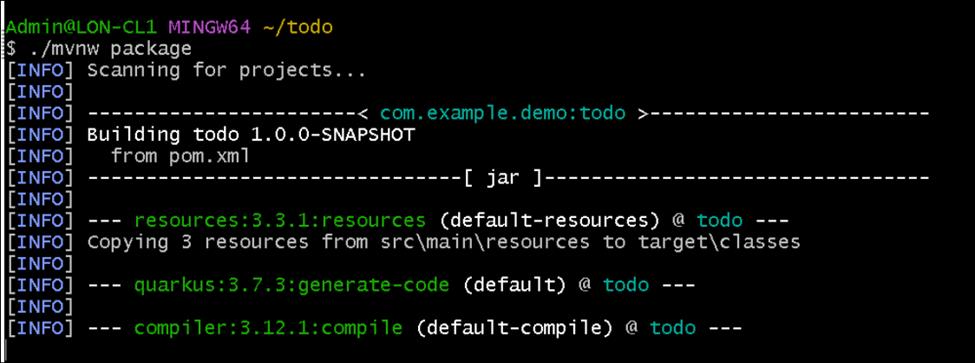 Admin@LON-CL1 MINGW64 ~/todo
$ ./mvnw package
[INFO] Scanning for projects...
[INFO]
[INFO] -----------------------< com.example.demo:todo >------------------------
[INFO] Building todo 1.0.0-SNAPSHOT
[INFO]   from pom.xml
[INFO] --------------------------------[ jar ]---------------------------------
[INFO]
[INFO] --- resources:3.3.1:resources (default-resources) @ todo ---
[INFO] Copying 3 resources from src\main\resources to target\classes
[INFO]
[INFO] --- quarkus:3.7.3:generate-code (default) @ todo ---
[INFO]
[INFO] --- compiler:3.12.1:compile (default-compile) @ todo ---